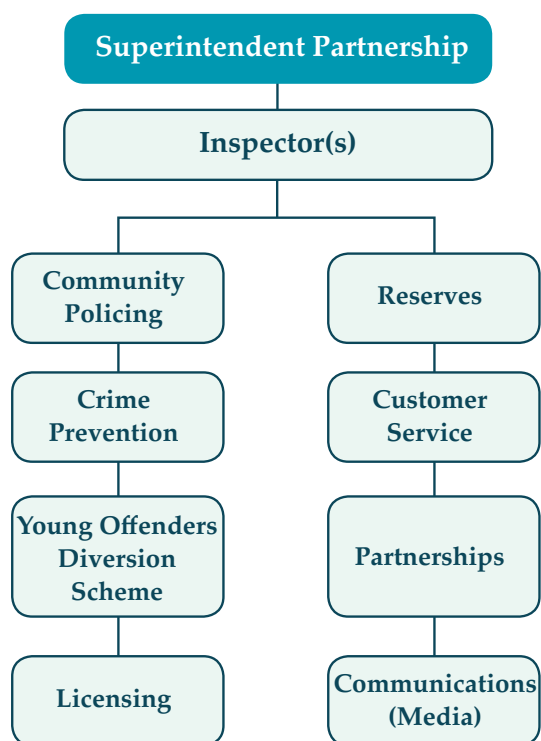 Superintendent Partnership
Inspector(s)
Community
Policing
Crime
Prevention
Young Offenders
Diversion
Scheme
Licensing
Reserves
Customer
Service
Partnerships
Communications
(Media)